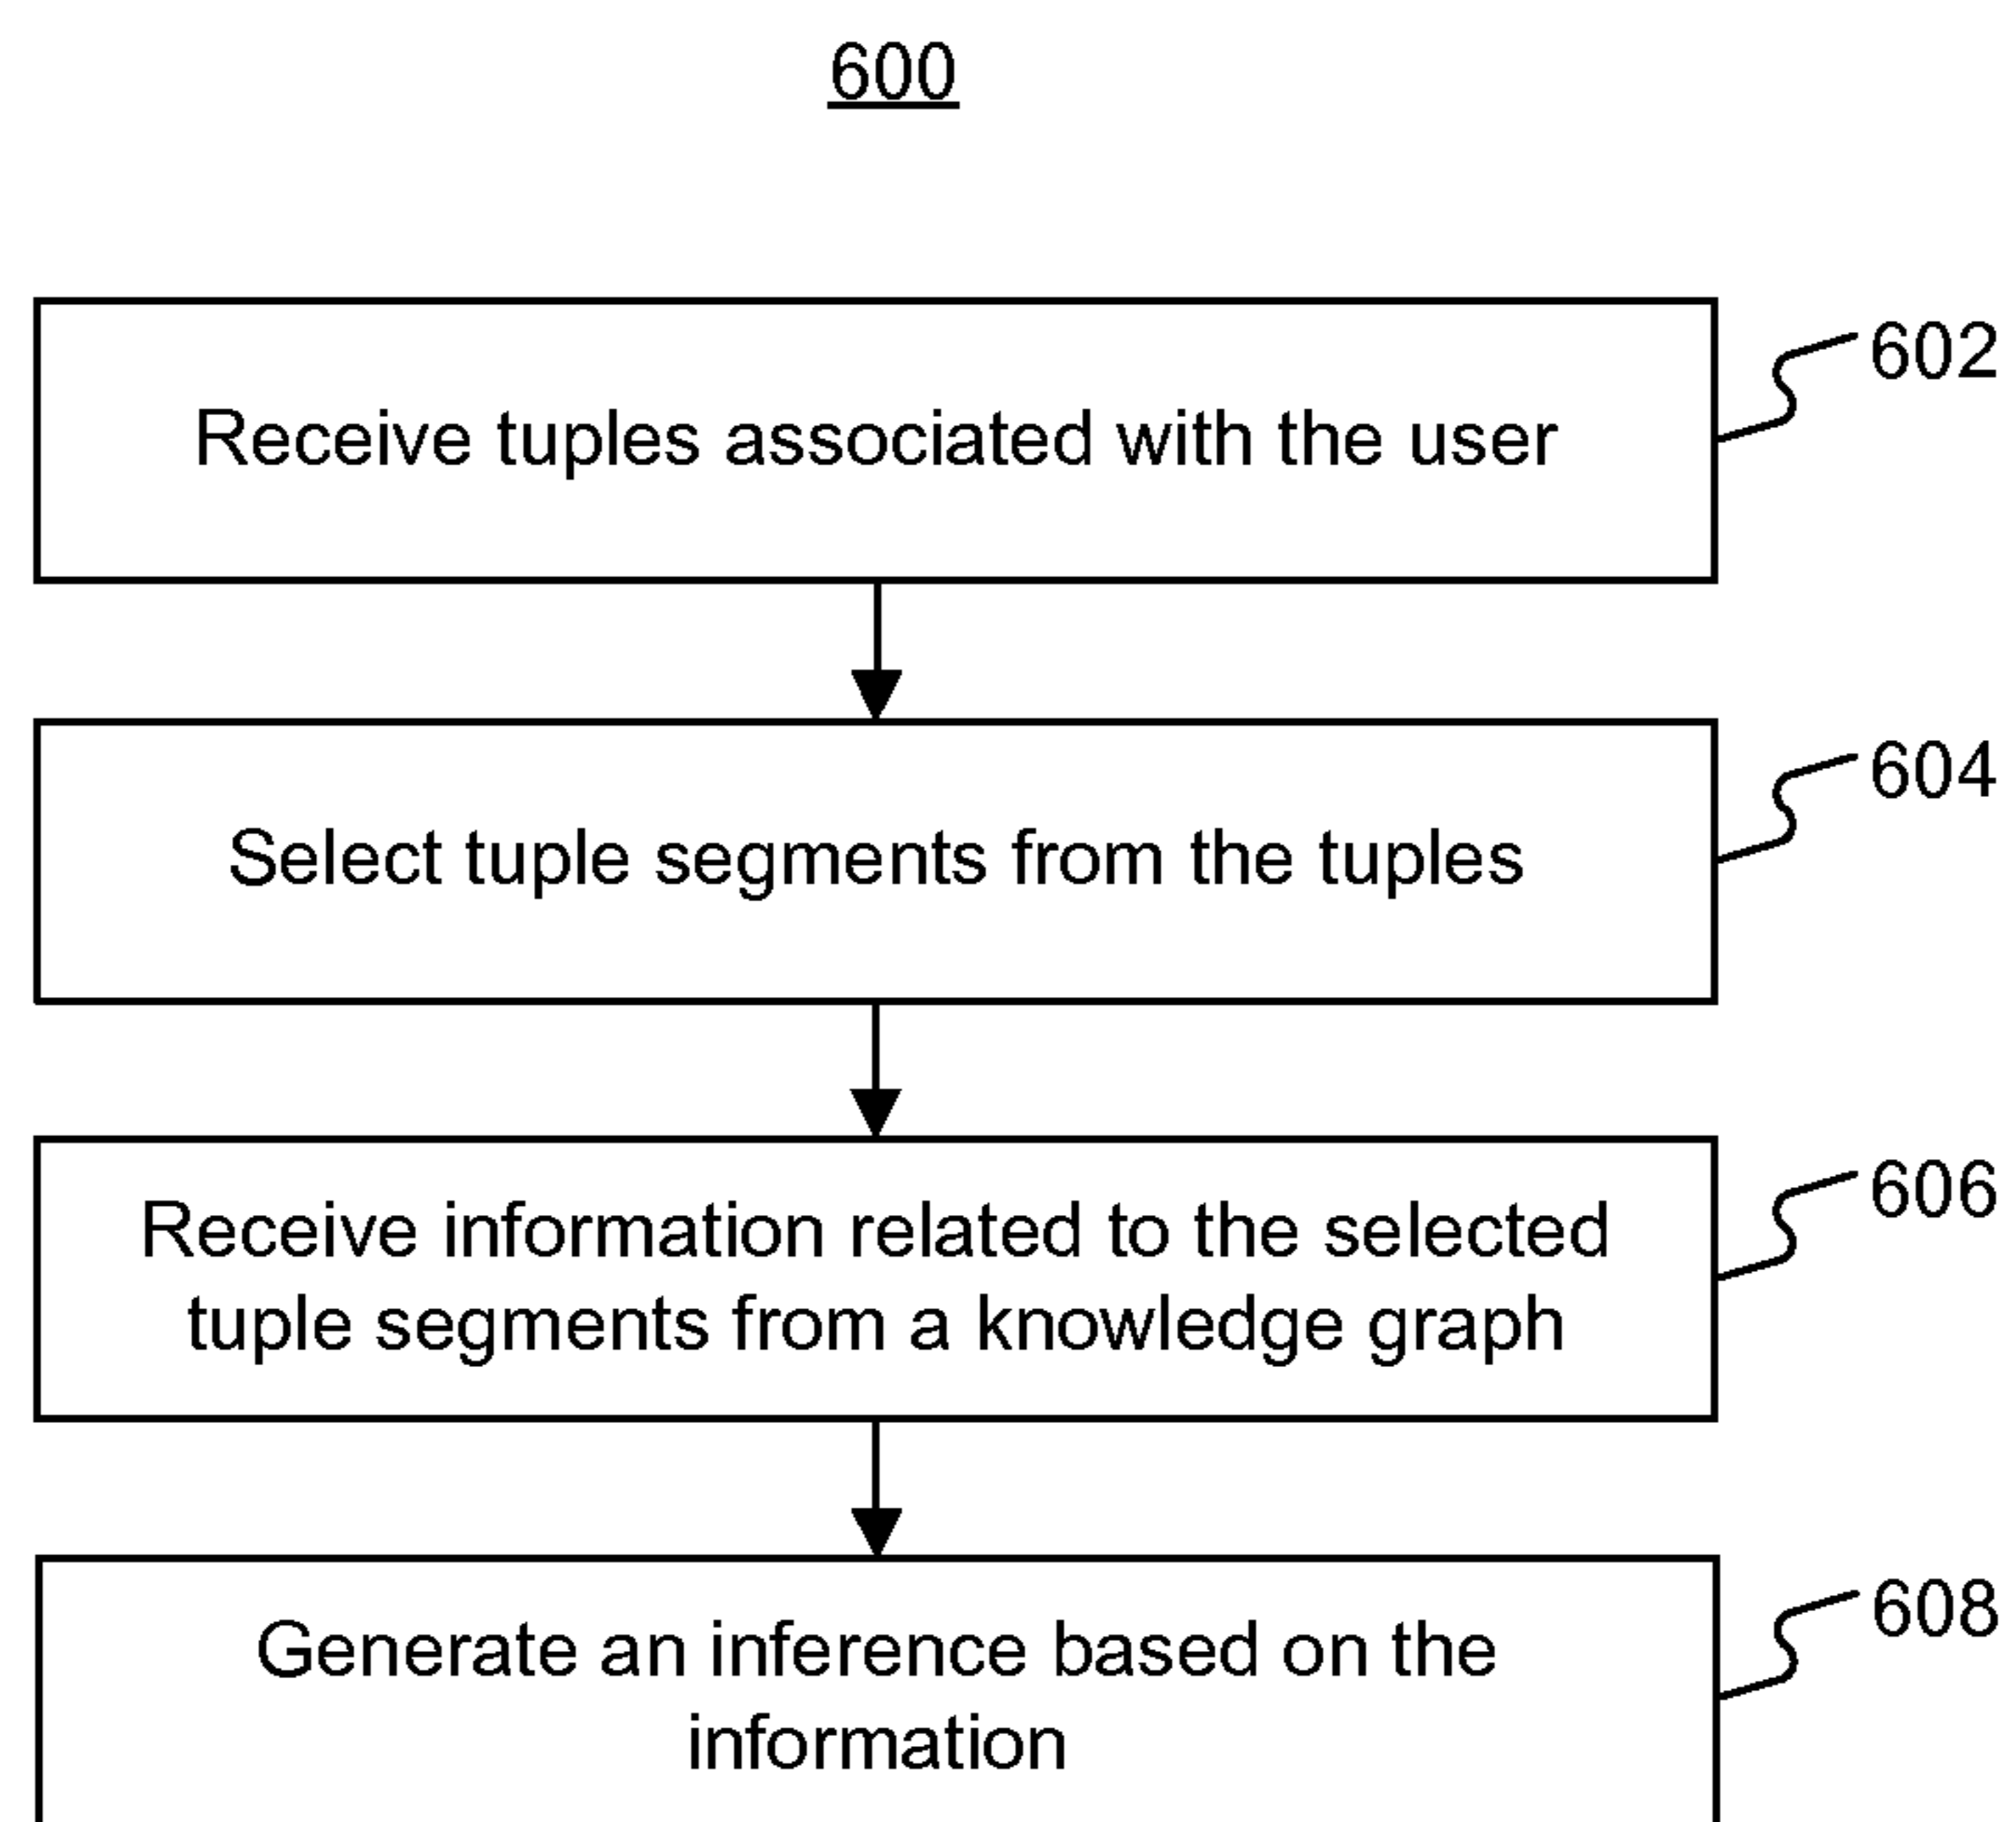 600
Receive tuples associated with the user
602
Select tuple segments from the tuples
604
Receive information related to the selected
tuple segments from a knowledge graph
606
Generate an inference based on the
information
608